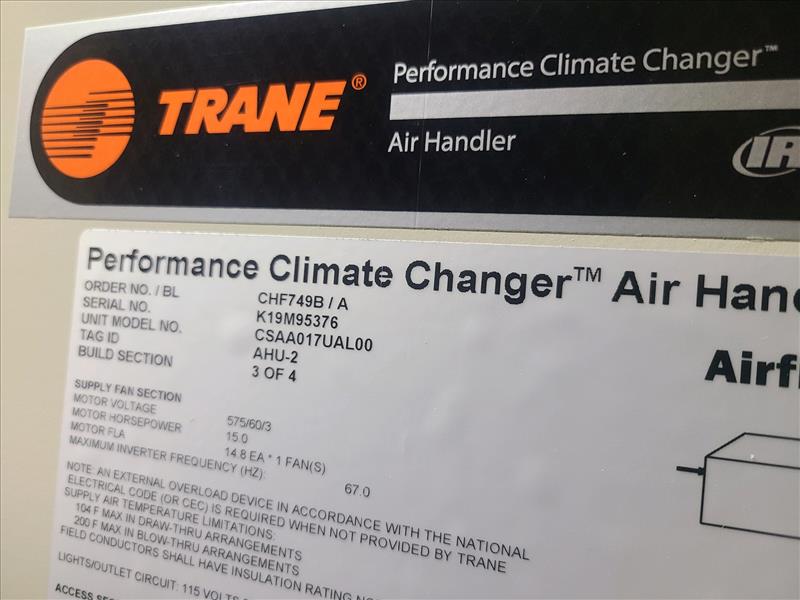 TRANE®
Performance Climate Changer™
Air Handler
IR
Performance Climate Changer™ Air
ORDER NO. / BL CHF749B / A
SERIAL NO. K19M95376
UNIT MODEL NO. CSAA017UAL00
TAG ID AHU-2
BUILD SECTION 3 OF 4
SUPPLY FAN SECTION
MOTOR VOLTAGE 575/60/3
MOTOR HORSEPOWER 15.0
MOTOR FLA 14.8 EA * 1 FAN(S)
MAXIMUM INVERTER FREQUENCY (HZ): 67.0
NOTE: AN EXTERNAL OVERLOAD DEVICE IN ACCORDANCE WITH THE NATIONAL
ELECTRICAL CODE (OR CEC) IS REQUIRED WHEN NOT PROVIDED BY TRANE
SUPPLY AIR TEMPERATURE LIMITATIONS:
104 F MAX IN DRAW-THRU ARRANGEMENTS
200 F MAX IN BLOW-THRU ARRANGEMENTS
FIELD CONDUCTORS SHALL HAVE INSULATION RATING
LIGHTS/OUTLET CIRCUIT: 115 VOLTS
ACCESS